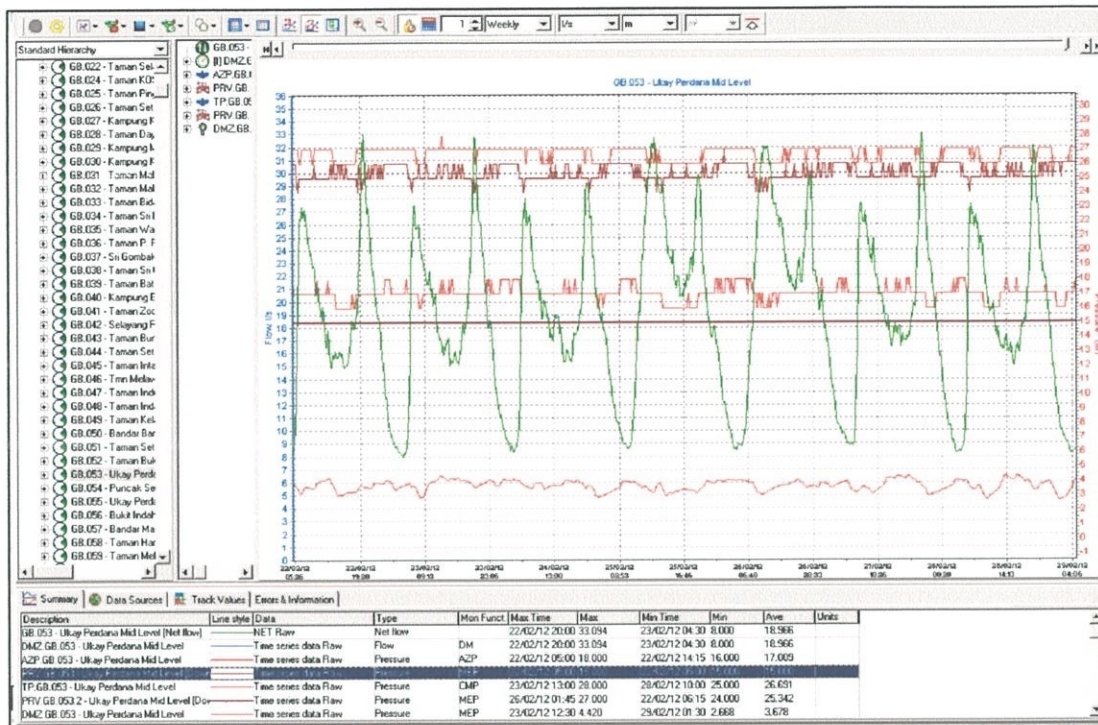 1
Weekly
l/s
m
Standard Hierarchy
GB.022 - Taman Sel
GB.024 - Taman KOS
GB.025 - Taman Pin
GB.026 - Taman Set
GB.027 - Kampung K
GB.028 - Taman Day
GB.029 - Kampung M
GB.030 - Kampung K
GB.031 - Taman Mal
GB.032 - Taman Mal
GB.033 - Taman Bid
GB.034 - Taman Sri
GB.035 - Taman Wa
GB.036 - Taman P. P
GB.037 - Sri Gombak
GB.038 - Taman Sri
GB.039 - Taman Bat
GB.040 - Kampung B
GB.041 - Taman Zoo
GB.042 - Selayang P
GB.043 - Taman Bun
GB.044 - Taman Set
GB.045 - Taman Inta
GB.046 - Tmn Melaw
GB.047 - Taman Ind
GB.048 - Taman Inda
GB.049 - Taman Kel
GB.050 - Bandar Bar
GB.051 - Taman Set
GB.052 - Taman Buk
GB.053 - Ukay Perd
GB.054 - Puncak Se
GB.055 - Ukay Perd
GB.056 - Bukit Indah
GB.057 - Bandar Ma
GB.058 - Taman Har
GB.059 - Taman Mel
GB.053 -
AZP.GB.
PRV.GB.
TP.GB.05
PRV.GB.
DMZ.GB.
GB.053 - Ukay Perdana Mid Level
Flow l/s
36
35
34
33
32
31
30
29
28
27
26
25
24
23
22
21
20
19
18
17
16
15
14
13
12
11
10
9
8
7
6
5
4
3
2
1
0
30
29
28
27
26
25
24
23
22
21
20
19
18
17
16
15
14
13
12
11
10
9
8
7
6
5
4
3
2
1
0
-1
Summary
Data Sources
Track Values
Errors & Information
Description Line style Data Type Mon Funct Max Time Max Min Time Min Ave Units
GB.053 - Ukay Perdana Mid Level [Net flow] NET Raw Net flow 22/02/12 20:00 33.094 23/02/12 04:30 8.000 18.966
DMZ.GB.053 - Ukay Perdana Mid Level Time series data Raw Flow DM 22/02/12 20:00 33.094 23/02/12 04:30 8.000 18.966
AZP.GB.053 - Ukay Perdana Mid Level Time series data Raw Pressure AZP 22/02/12 05:00 18.000 22/02/12 14:15 16.000 17.009
TP.GB.053 - Ukay Perdana Mid Level Time series data Raw Pressure CMP 23/02/12 13:00 28.000 28/02/12 10:00 25.000 26.691
PRV.GB.053.2 - Ukay Perdana Mid Level [Dow Time series data Raw Pressure MEP 26/02/12 01:45 27.000 22/02/12 06:15 24.000 25.342
DMZ.GB.053 - Ukay Perdana Mid Level Time series data Raw Pressure MEP 23/02/12 12:30 4.420 29/02/12 01:30 2.668 3.678